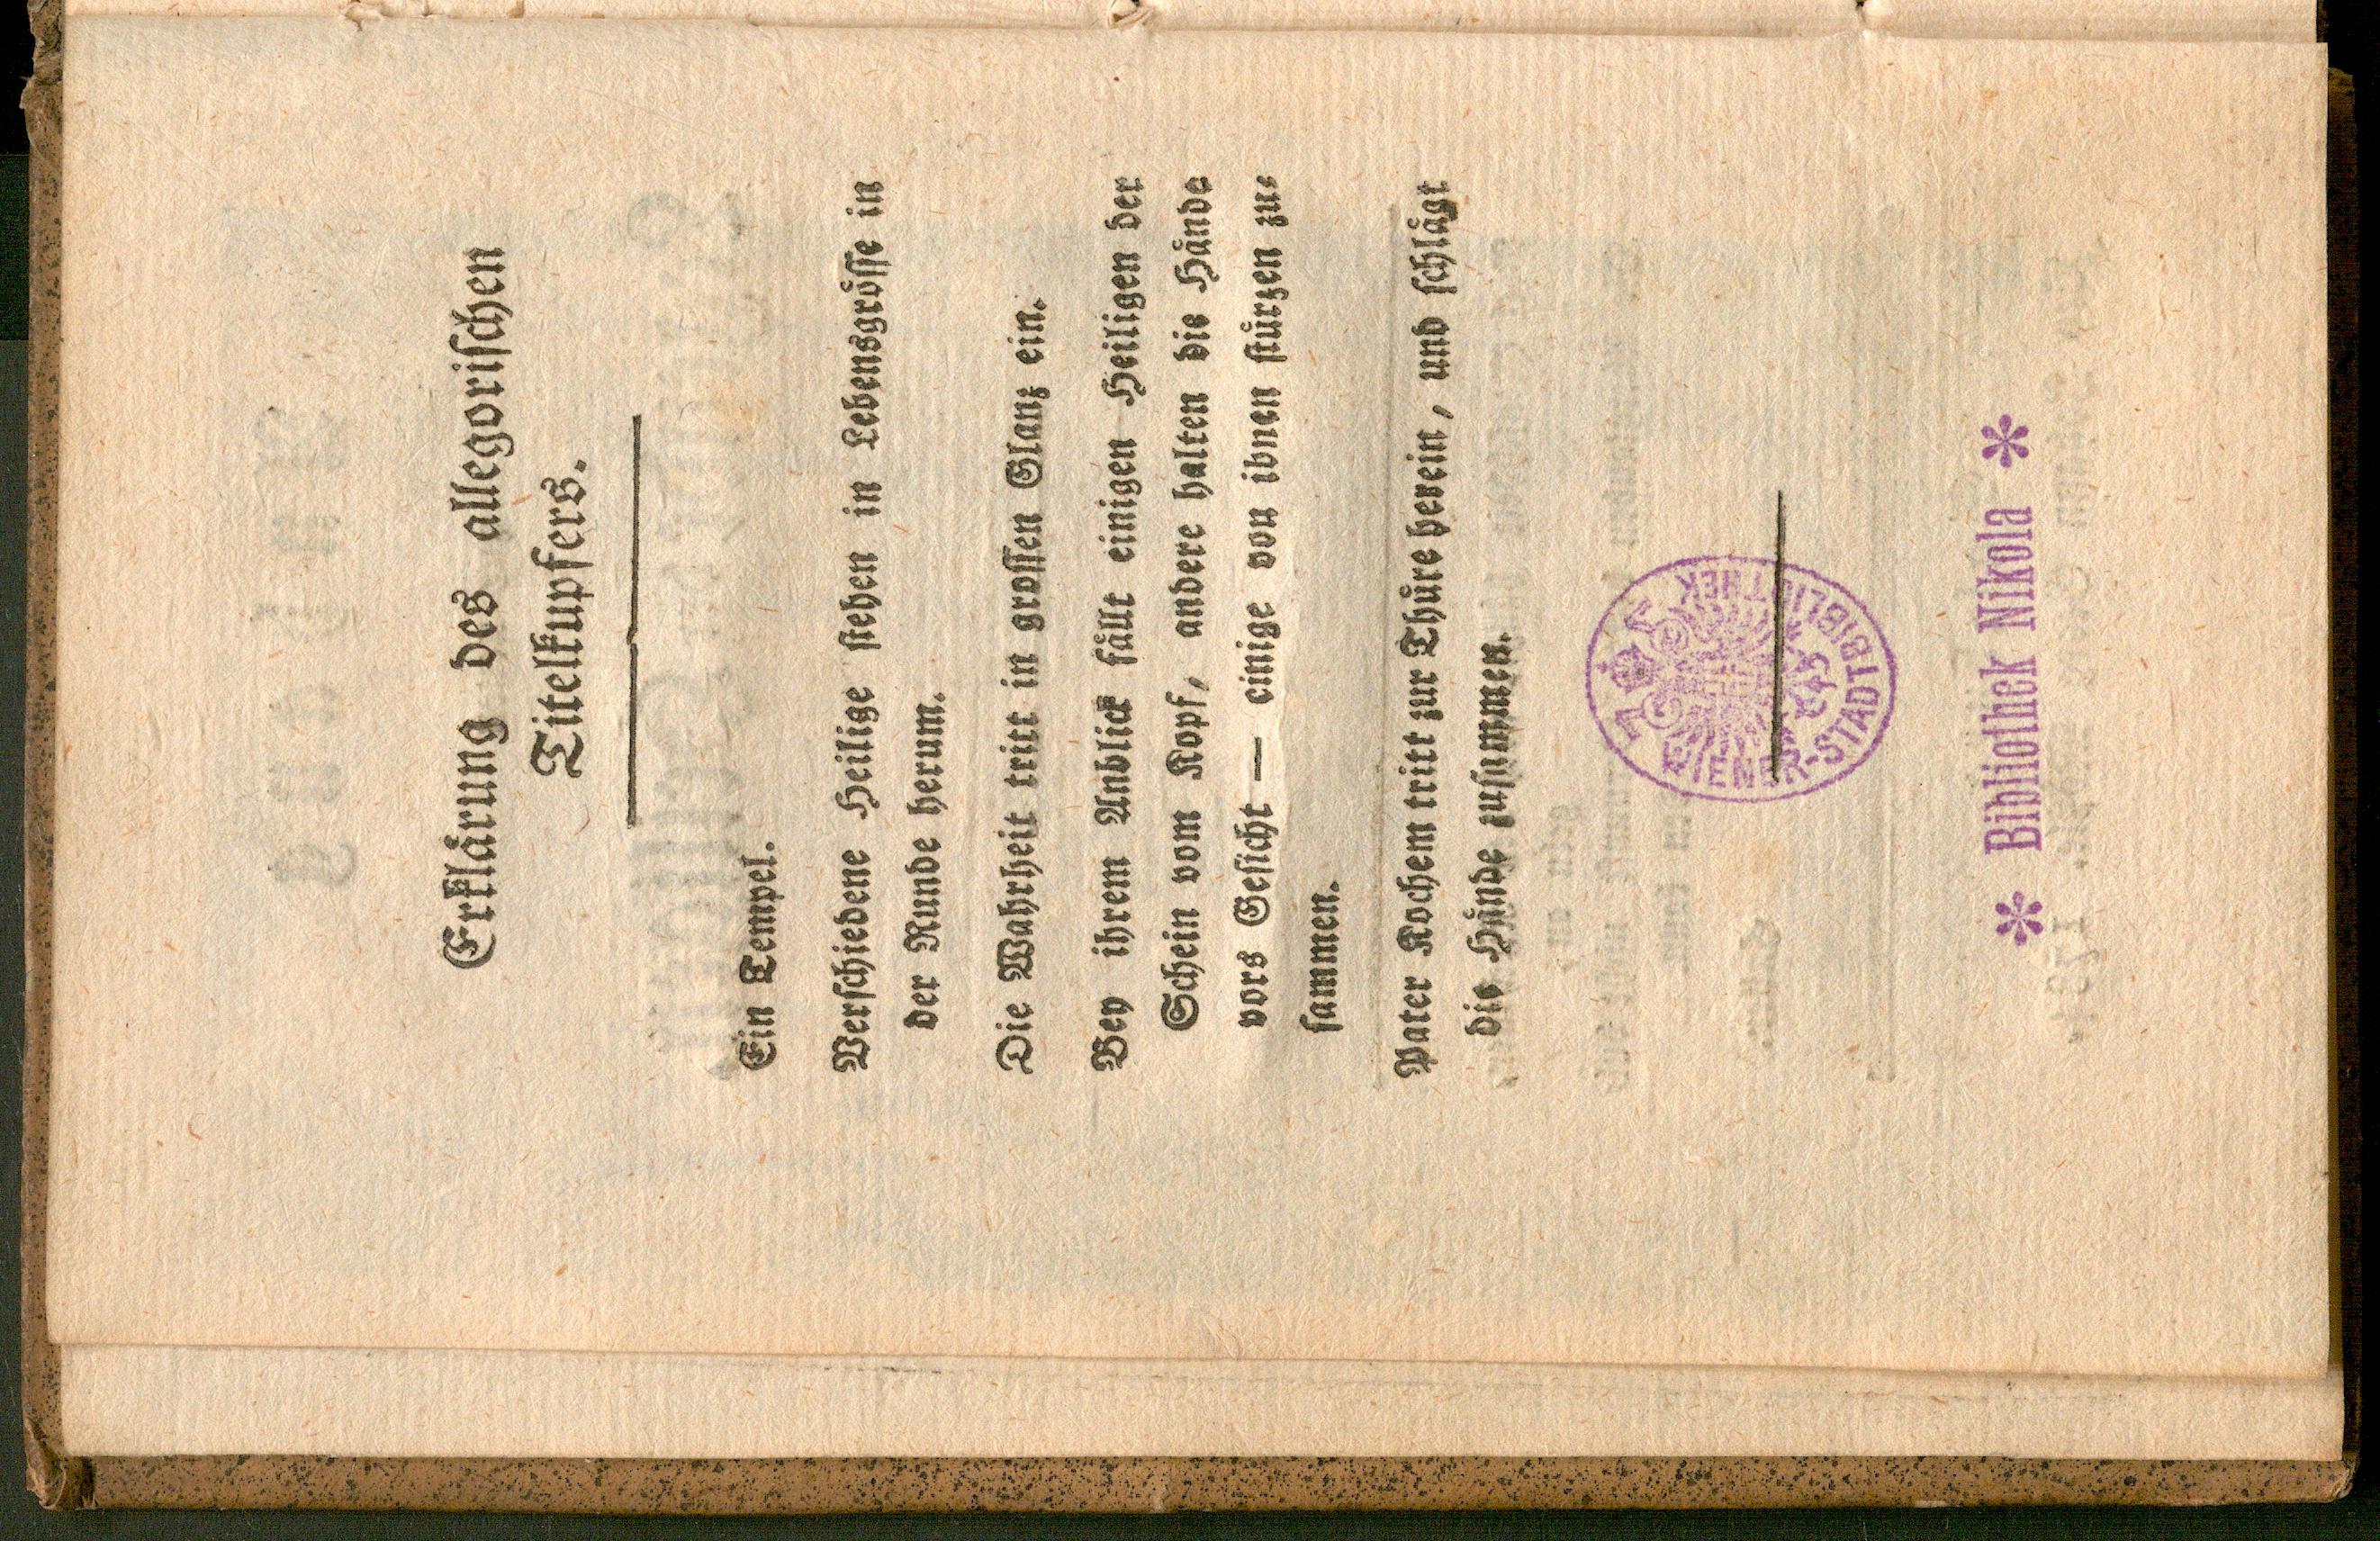 Erklärung des allegorischen
Titelkupfers.
Ein Tempel.
Verschiedene Heilige stehen in Lebensgrösse in
der Runde herum.
Die Wahrheit tritt in grossen Glanz ein.
Bey ihrem Anblick fällt einigen Heiligen der
Schein vom Kopf, andere halten die Hände
vors Gesicht — einige von ihnen stürzen zu-
sammen.
Pater Kochem tritt zur Thüre herein, und schlägt
die Hände zusammen.
WIENER-STADTBIBLIOTHEK
* Bibliothek Nikola *